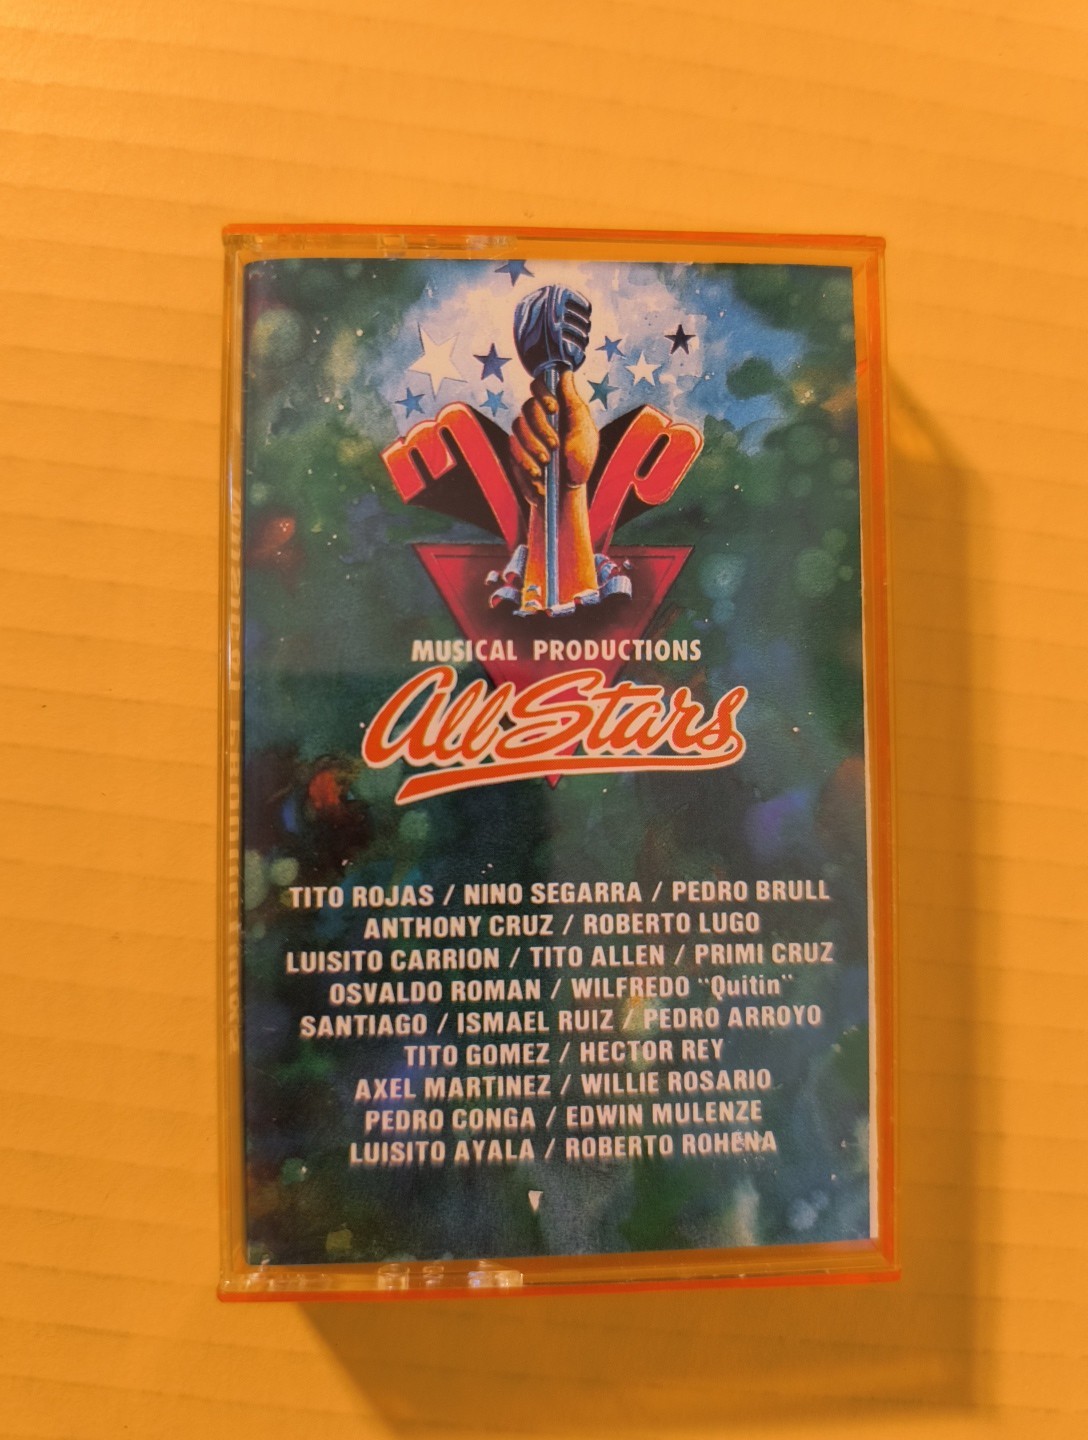 mp
MUSICAL PRODUCTIONS
All Stars
TITO ROJAS / NINO SEGARRA / PEDRO BRULL
ANTHONY CRUZ / ROBERTO LUGO
LUISITO CARRION / TITO ALLEN / PRIMI CRUZ
OSVALDO ROMAN / WILFREDO "Quitin"
SANTIAGO / ISMAEL RUIZ / PEDRO ARROYO
TITO GOMEZ / HECTOR REY
AXEL MARTINEZ / WILLIE ROSARIO
PEDRO CONGA / EDWIN MULENZE
LUISITO AYALA / ROBERTO ROHENA